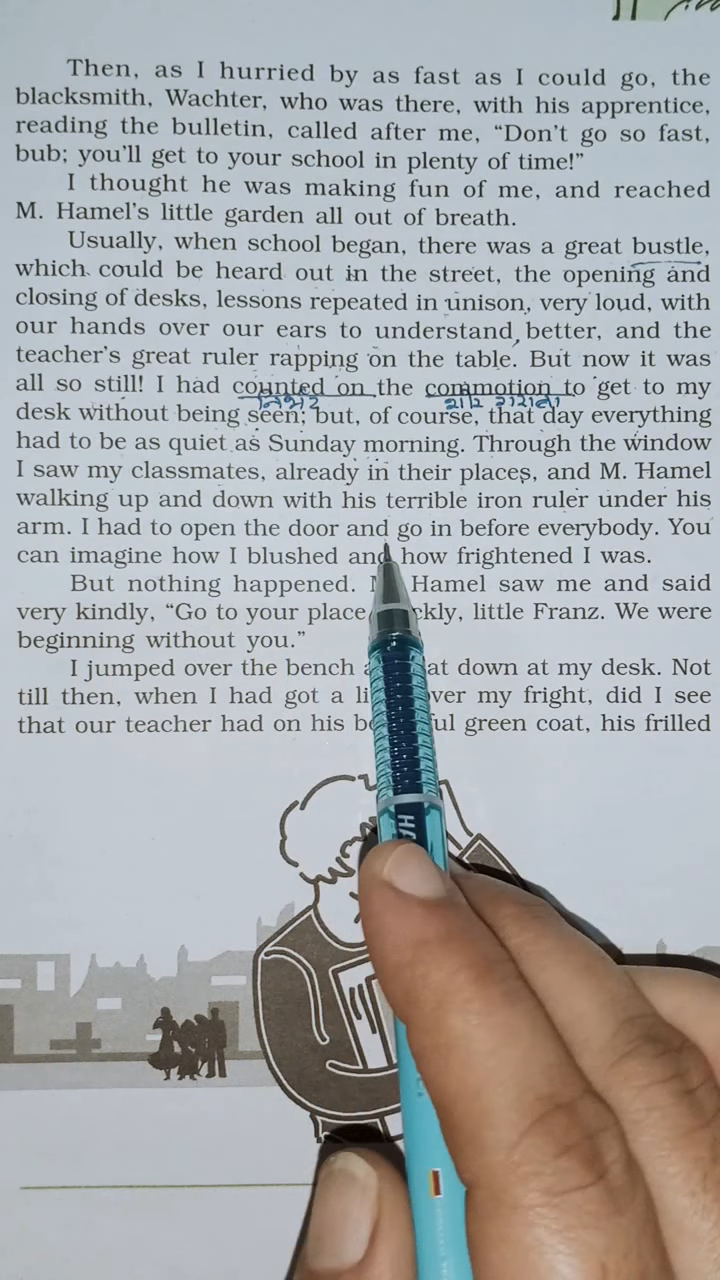 Then, as I hurried by as fast as I could go, the
blacksmith, Wachter, who was there, with his apprentice,
reading the bulletin, called after me, “Don’t go so fast,
bub; you’ll get to your school in plenty of time!”
I thought he was making fun of me, and reached
M. Hamel’s little garden all out of breath.
Usually, when school began, there was a great bustle,
which could be heard out in the street, the opening and
closing of desks, lessons repeated in unison, very loud, with
our hands over our ears to understand better, and the
teacher’s great ruler rapping on the table. But now it was
all so still! I had counted on the commotion to get to my
desk without being seen; but, of course, that day everything
had to be as quiet as Sunday morning. Through the window
I saw my classmates, already in their places, and M. Hamel
walking up and down with his terrible iron ruler under his
arm. I had to open the door and go in before everybody. You
can imagine how I blushed and how frightened I was.
But nothing happened. Hamel saw me and said
very kindly, “Go to your place little Franz. We were
beginning without you.”
I jumped over the bench at down at my desk. Not
till then, when I had got a over my fright, did I see
that our teacher had on his green coat, his frilled